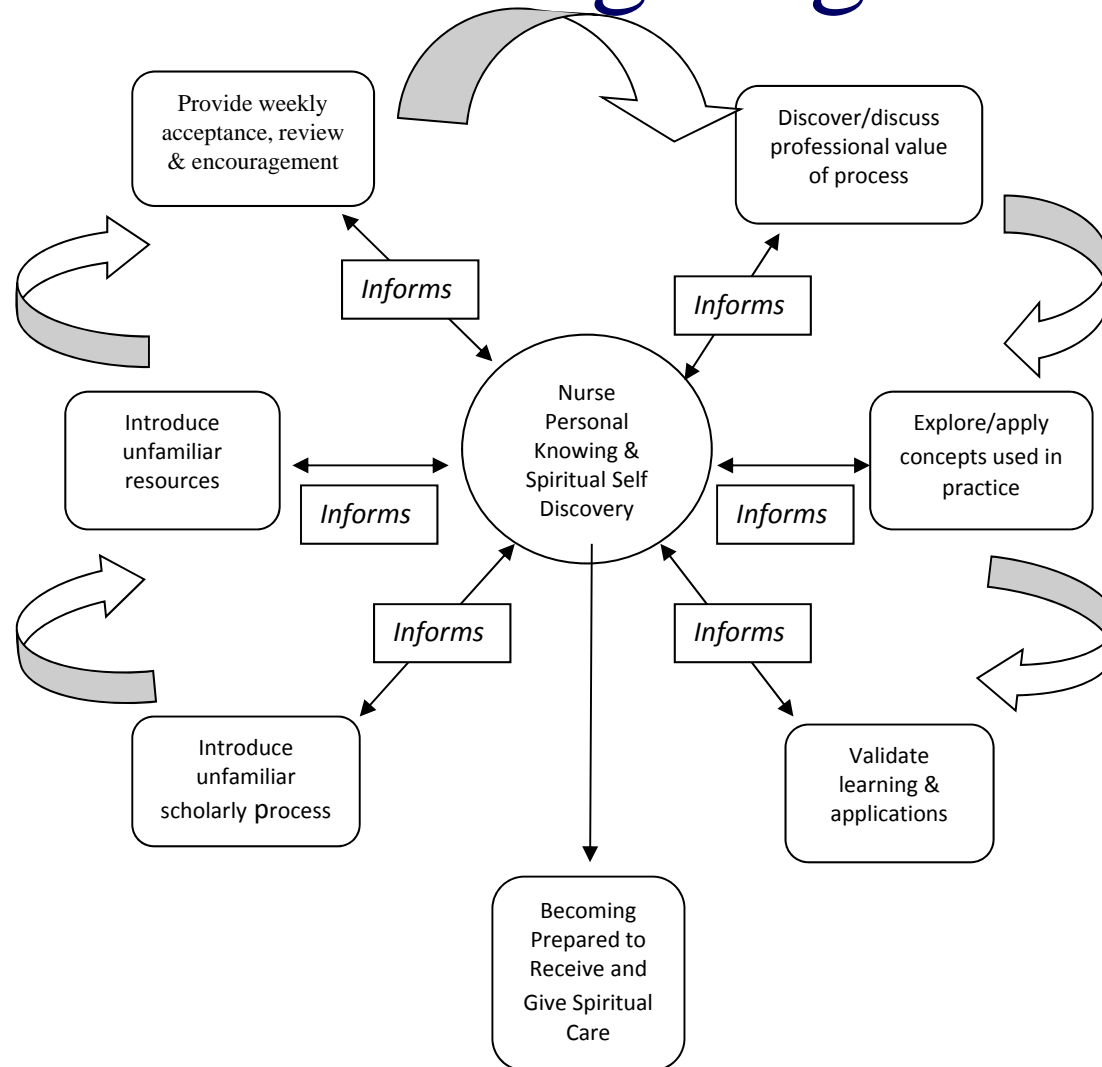 Provide weekly
acceptance, review
& encouragement
Discover/discuss
professional value
of process
Informs
Informs
Nurse
Personal
Knowing &
Spiritual Self
Discovery
Introduce
unfamiliar
resources
Explore/apply
concepts used in
practice
Informs
Informs
Informs
Informs
Introduce
unfamiliar
scholarly process
Validate
learning &
applications
Becoming
Prepared to
Receive and
Give Spiritual
Care